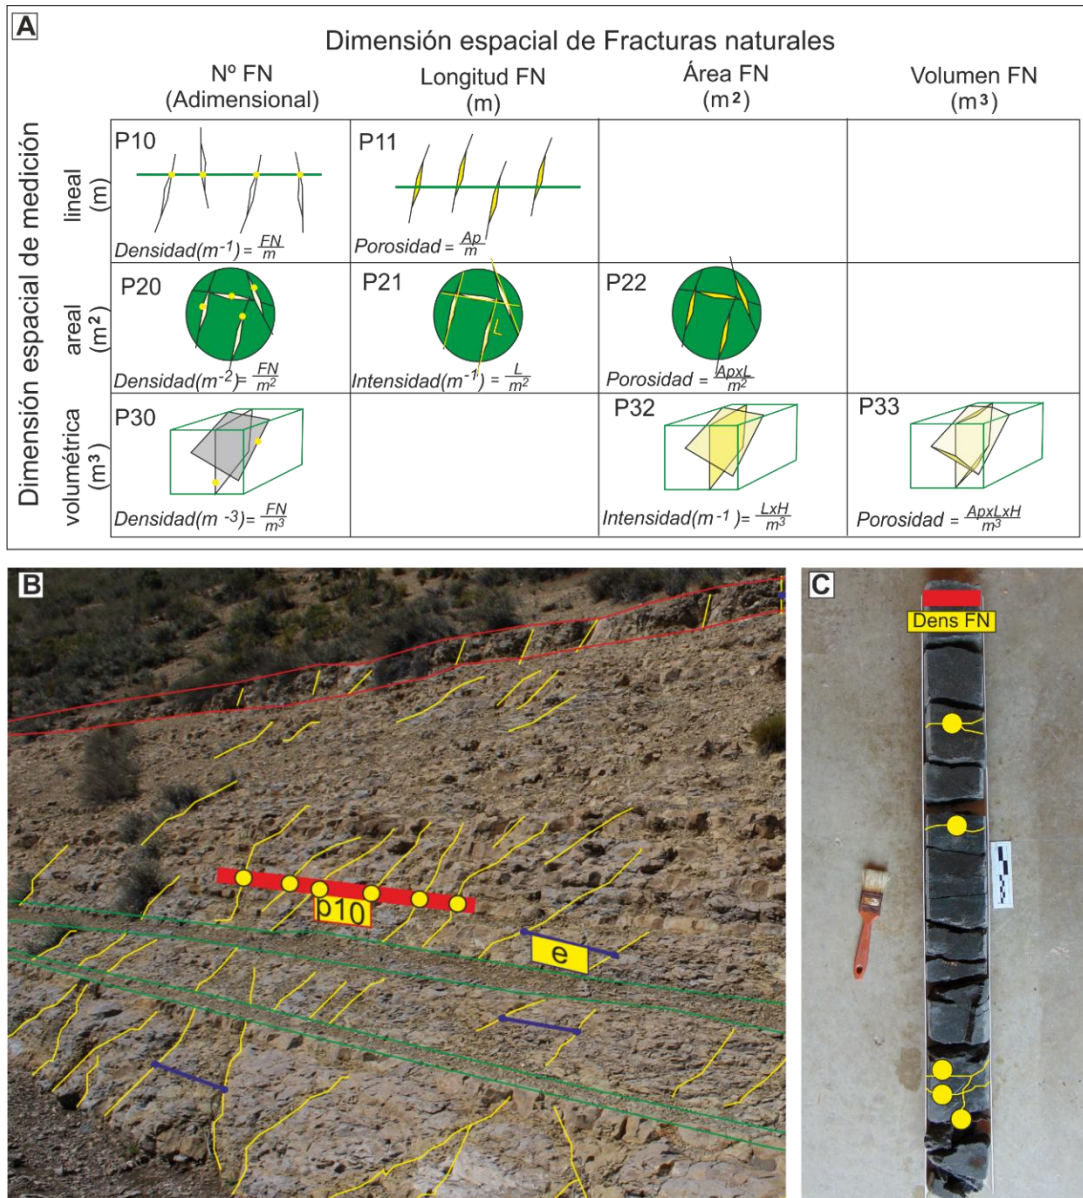 A
Dimensión espacial de Fracturas naturales
Nº FN
(Adimensional)
Longitud FN
(m)
Área FN
(m²)
Volumen FN
(m³)
Dimensión espacial de medición
lineal
(m)
P10
Densidad(m-1) = FN/m
P11
Porosidad = Ap/m
areal
(m²)
P20
Densidad(m-2) = FN/m2
P21
L
Intensidad(m-1) = L/m2
P22
Porosidad = ApxL/m2
volumétrica
(m³)
P30
Densidad(m -3) = FN/m3
P32
Intensidad(m-1) = LxH/m3
P33
Porosidad = ApxLxH/m3
B
p10
e
C
Dens FN